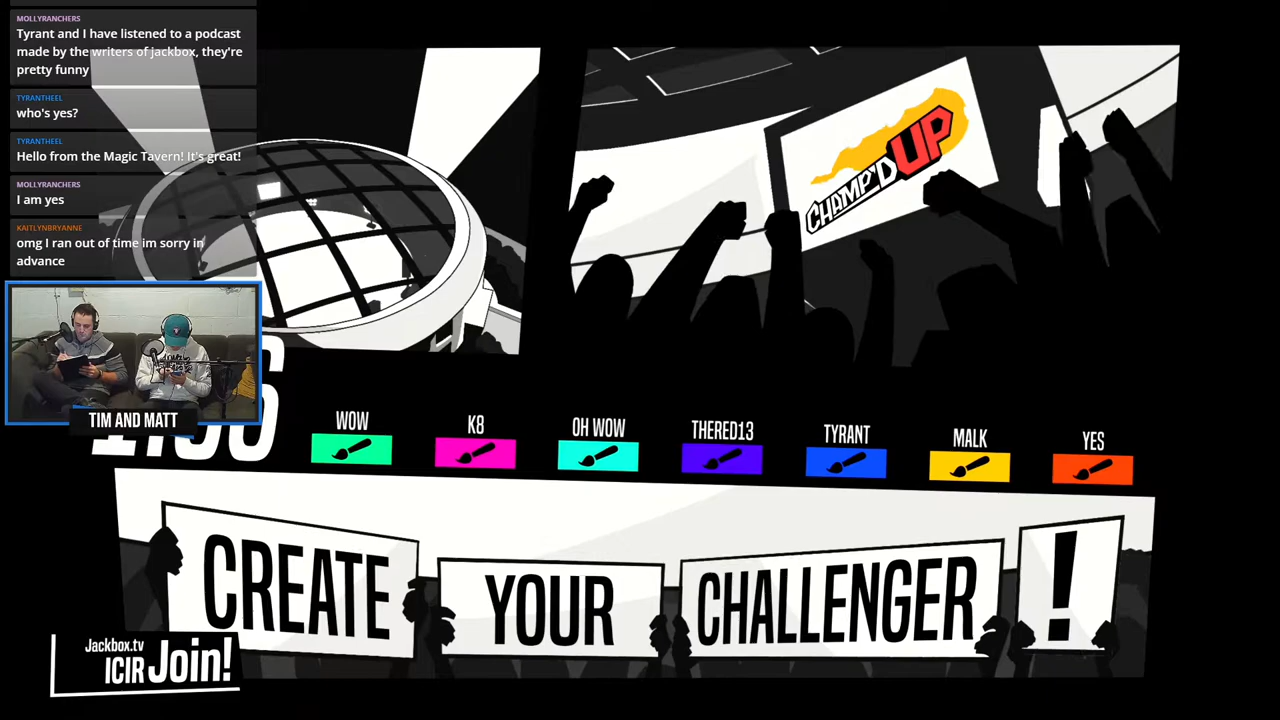 MOLLYRANCHERS
Tyrant and I have listened to a podcast
made by the writers of jackbox, they're
pretty funny
TYRANTHEEL
who's yes?
TYRANTHEEL
Hello from the Magic Tavern! It's great!
MOLLYRANCHERS
I am yes
KAITLYNBRYANNE
omg I ran out of time im sorry in
advance
CHAMP'D UP
TIM AND MATT
WOW
K8
OH WOW
THERED13
TYRANT
MALK
YES
CREATE YOUR CHALLENGER !
Jackbox.tv
ICIR Join!